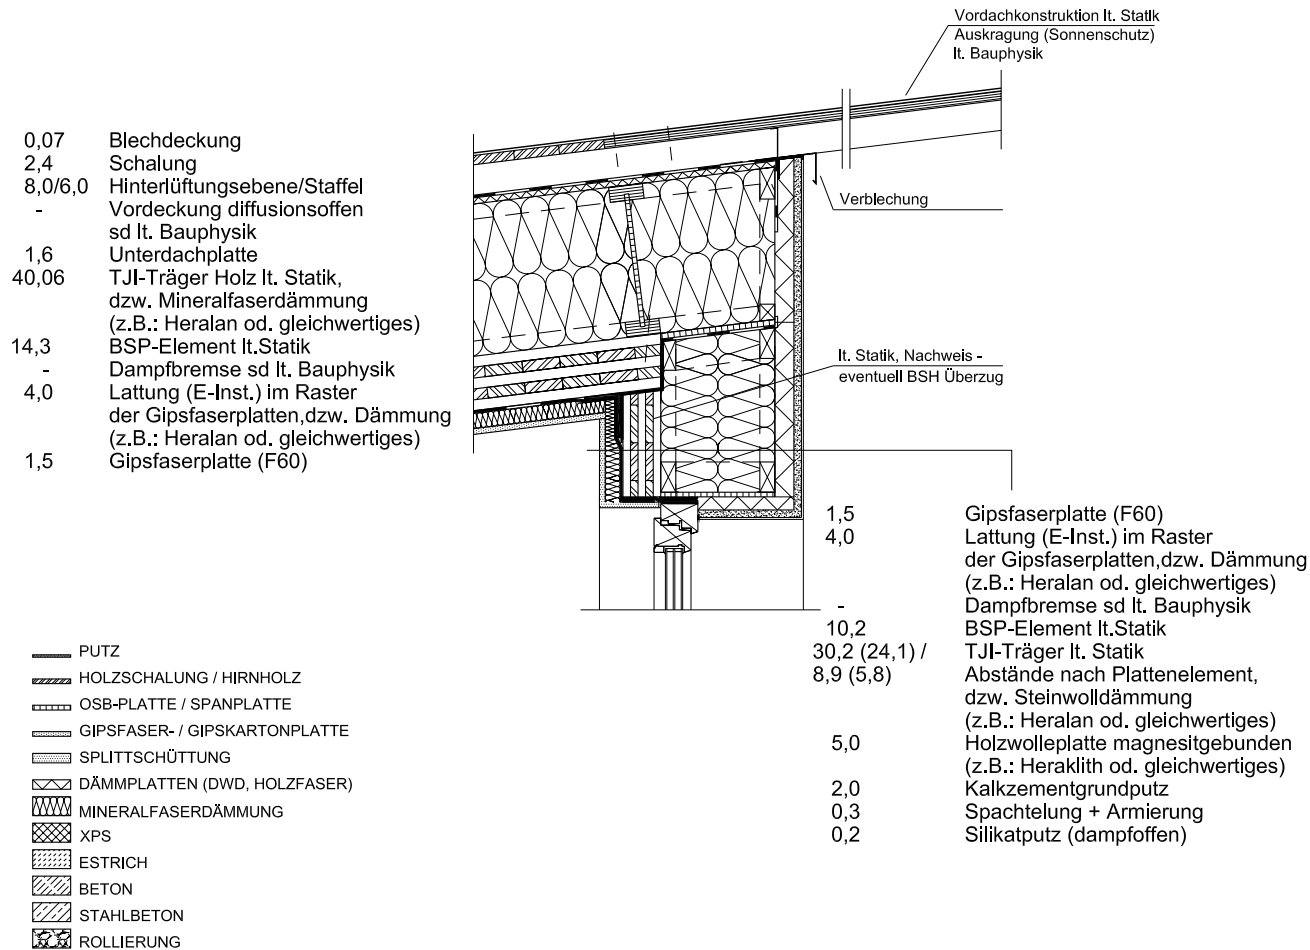 Vordachkonstruktion lt. Statik
Auskragung (Sonnenschutz)
lt. Bauphysik
0,07 Blechdeckung
2,4 Schalung
8,0/6,0 Hinterlüftungsebene/Staffel
- Vordeckung diffusionsoffen
sd lt. Bauphysik
1,6 Unterdachplatte
40,06 TJI-Träger Holz lt. Statik,
dzw. Mineralfaserdämmung
(z.B.: Heralan od. gleichwertiges)
14,3 BSP-Element lt.Statik
- Dampfbremse sd lt. Bauphysik
4,0 Lattung (E-Inst.) im Raster
der Gipsfaserplatten,dzw. Dämmung
(z.B.: Heralan od. gleichwertiges)
1,5 Gipsfaserplatte (F60)
Verblechung
lt. Statik, Nachweis -
eventuell BSH Überzug
1,5 Gipsfaserplatte (F60)
4,0 Lattung (E-Inst.) im Raster
der Gipsfaserplatten,dzw. Dämmung
(z.B.: Heralan od. gleichwertiges)
- Dampfbremse sd lt. Bauphysik
10,2 BSP-Element lt.Statik
30,2 (24,1) / TJI-Träger lt. Statik
8,9 (5,8) Abstände nach Plattenelement,
dzw. Steinwolldämmung
(z.B.: Heralan od. gleichwertiges)
5,0 Holzwolleplatte magnesitgebunden
(z.B.: Heraklith od. gleichwertiges)
2,0 Kalkzementgrundputz
0,3 Spachtelung + Armierung
0,2 Silikatputz (dampfoffen)
PUTZ
HOLZSCHALUNG / HIRNHOLZ
OSB-PLATTE / SPANPLATTE
GIPSFASER- / GIPSKARTONPLATTE
SPLITTSCHÜTTUNG
DÄMMPLATTEN (DWD, HOLZFASER)
MINERALFASERDÄMMUNG
XPS
ESTRICH
BETON
STAHLBETON
ROLLIERUNG